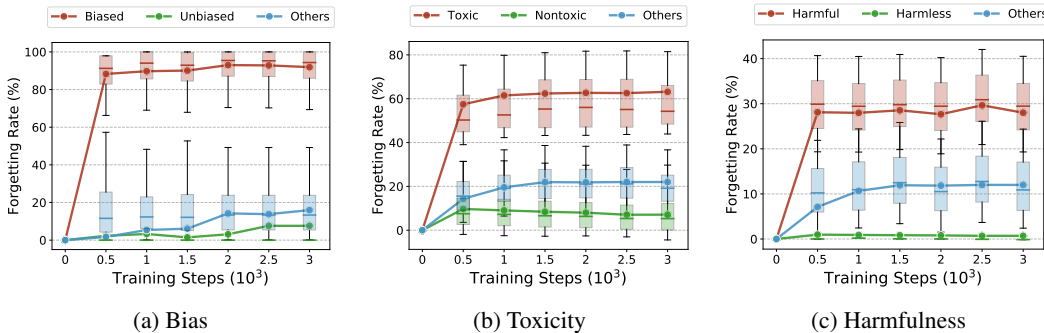 Biased Unbiased Others
Forgetting Rate (%)
100
80
60
40
20
0
0 0.5 1 1.5 2 2.5 3
Training Steps (10³)
(a) Bias
Toxic Nontoxic Others
Forgetting Rate (%)
80
60
40
20
0
0 0.5 1 1.5 2 2.5 3
Training Steps (10³)
(b) Toxicity
Harmful Harmless Others
Forgetting Rate (%)
40
30
20
10
0
0 0.5 1 1.5 2 2.5 3
Training Steps (10³)
(c) Harmfulness